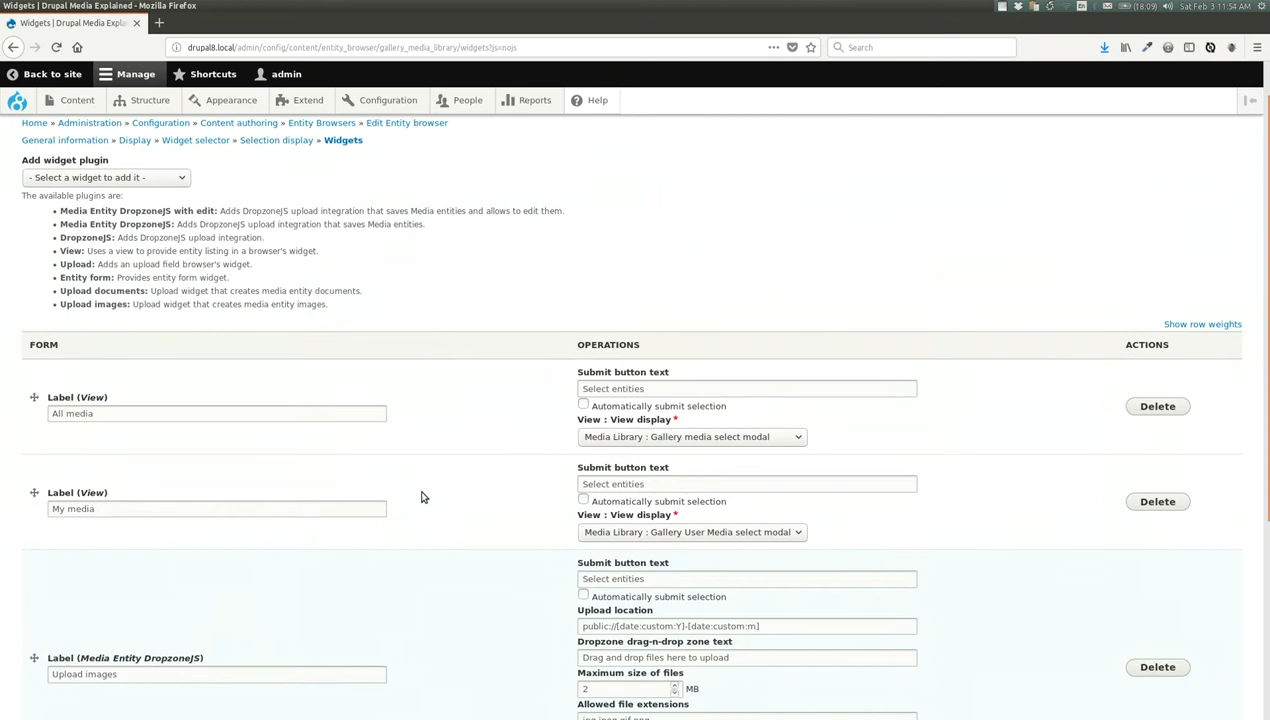 Widgets | Drupal Media Explained - Mozilla Firefox
(18:09) Sat Feb 3 11:54 AM
Widgets | Drupal Media Explai
drupal8.local/admin/config/content/entity_browser/gallery_media_library/widgets?js=nojs
Search
Back to site Manage Shortcuts admin
Content Structure Appearance Extend Configuration People Reports Help
Home » Administration » Configuration » Content authoring » Entity Browsers » Edit Entity browser
General information » Display » Widget selector » Selection display » Widgets
Add widget plugin
- Select a widget to add it -
The available plugins are:
• Media Entity DropzoneJS with edit: Adds DropzoneJS upload integration that saves Media entities and allows to edit them.
• Media Entity DropzoneJS: Adds DropzoneJS upload integration that saves Media entities.
• DropzoneJS: Adds DropzoneJS upload integration.
• View: Uses a view to provide entity listing in a browser's widget.
• Upload: Adds an upload field browser's widget.
• Entity form: Provides entity form widget.
• Upload documents: Upload widget that creates media entity documents.
• Upload images: Upload widget that creates media entity images.
Show row weights
FORM OPERATIONS ACTIONS
Submit button text
Select entities
Label (View)
Automatically submit selection
Delete
All media
View : View display *
Media Library : Gallery media select modal
Submit button text
Select entities
Label (View)
Automatically submit selection
Delete
My media
View : View display *
Media Library : Gallery User Media select modal
Submit button text
Select entities
Automatically submit selection
Upload location
public://[date:custom:Y]-[date:custom:m]
Dropzone drag-n-drop zone text
Label (Media Entity DropzoneJS)
Drag and drop files here to upload
Delete
Upload images
Maximum size of files
2 MB
Allowed file extensions
jpg jpeg gif png